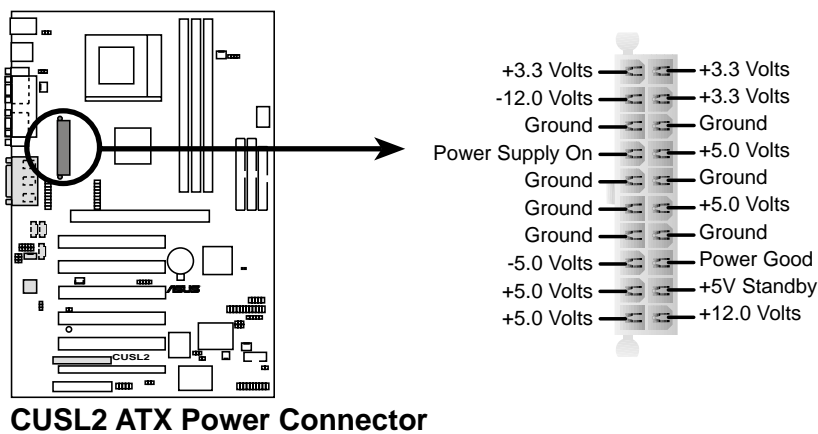 +3.3 Volts +3.3 Volts
-12.0 Volts +3.3 Volts
Ground Ground
Power Supply On +5.0 Volts
Ground Ground
Ground +5.0 Volts
Ground Ground
-5.0 Volts Power Good
+5.0 Volts +5V Standby
+5.0 Volts +12.0 Volts
ASUS
CUSL2
CUSL2 ATX Power Connector